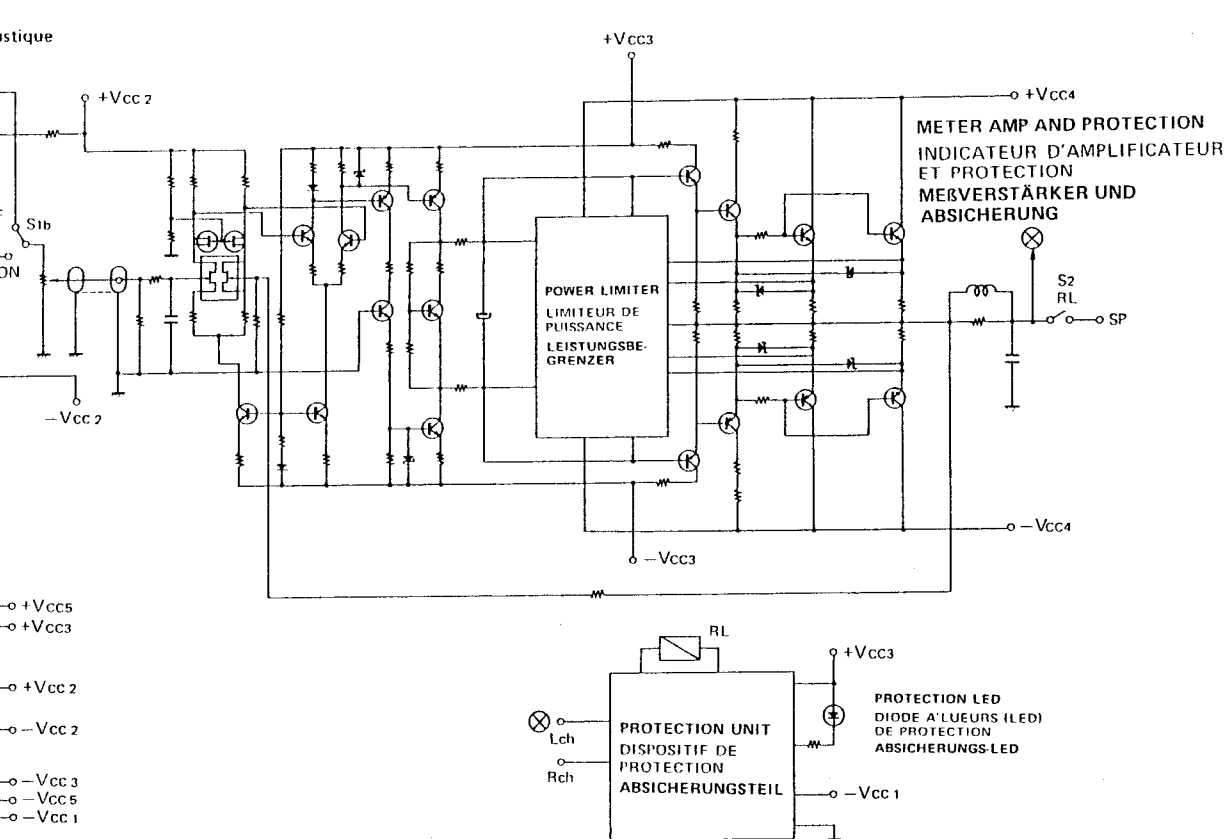 +VCC3
+VCC 2
+VCC4
METER AMP AND PROTECTION
INDICATEUR D'AMPLIFICATEUR
ET PROTECTION
MEßVERSTÄRKER UND
ABSICHERUNG
S1b
ON
-VCC 2
POWER LIMITER
LIMITEUR DE
PUISSANCE
LEISTUNGSBE-
GRENZER
S2
RL
SP
-VCC4
-VCC3
+VCC5
+VCC3
+VCC 2
-VCC 2
-VCC 3
-VCC 5
-VCC 1
RL
+VCC3
PROTECTION LED
DIODE A'LUEURS (LED)
DE PROTECTION
ABSICHERUNGS-LED
Lch
Rch
PROTECTION UNIT
DISPOSITIF DE
PROTECTION
ABSICHERUNGSTEIL
-VCC 1